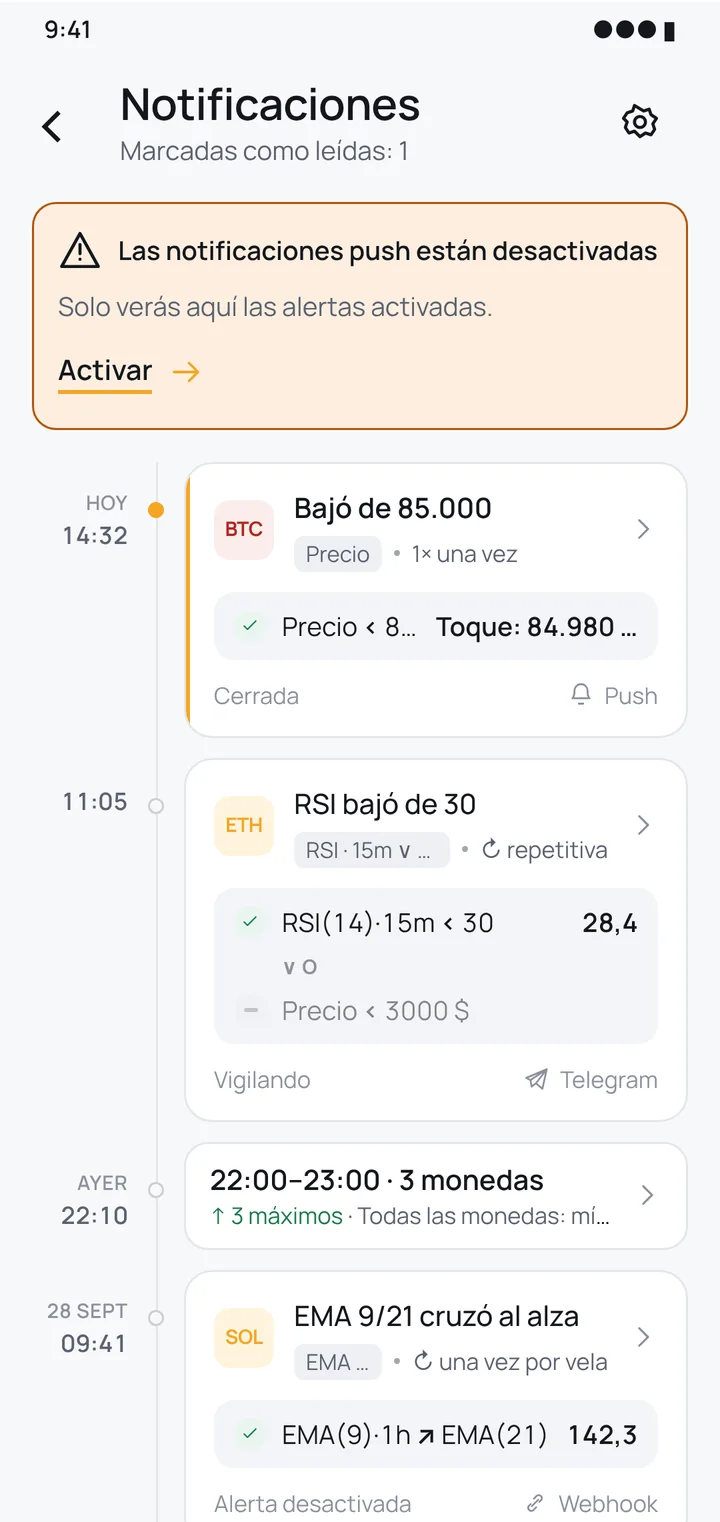 9:41
Notificaciones
Marcadas como leídas: 1
Las notificaciones push están desactivadas
Solo verás aquí las alertas activadas.
Activar →
HOY
14:32
BTC
Bajó de 85.000
Precio • 1× una vez
✓ Precio < 8... Toque: 84.980 ...
Cerrada Push
11:05
ETH
RSI bajó de 30
RSI · 15m ∨ ... • ↻ repetitiva
✓ RSI(14)·15m < 30 28,4
∨ O
– Precio < 3000 $
Vigilando Telegram
AYER
22:10
22:00–23:00 · 3 monedas
↑ 3 máximos · Todas las monedas: mí...
28 SEPT
09:41
SOL
EMA 9/21 cruzó al alza
EMA ... • ↻ una vez por vela
✓ EMA(9)·1h ↗ EMA(21) 142,3
Alerta desactivada Webhook